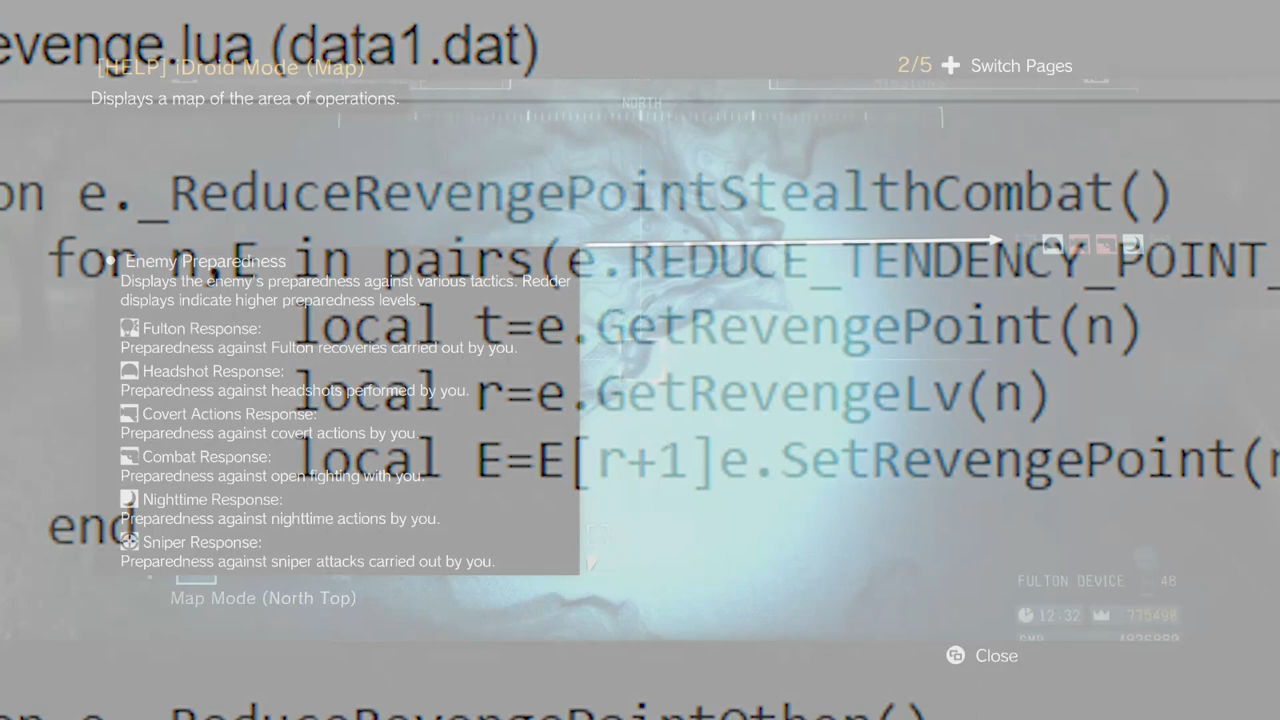 evenge.lua (data1.dat)
[HELP] iDroid Mode (Map)
2/5 Switch Pages
Displays a map of the area of operations.
NORTH
on e._ReduceRevengePointStealthCombat()
for n,E in pairs(e.REDUCE_TENDENCY_POINT_
Enemy Preparedness
Displays the enemy's preparedness against various tactics. Redder
displays indicate higher preparedness levels.
local t=e.GetRevengePoint(n)
Fulton Response:
Preparedness against Fulton recoveries carried out by you.
Headshot Response:
Preparedness against headshots performed by you.
local r=e.GetRevengeLv(n)
Covert Actions Response:
Preparedness against covert actions by you.
Combat Response:
Preparedness against open fighting with you.
local E=E[r+1]e.SetRevengePoint(n
Nighttime Response:
Preparedness against nighttime actions by you.
end
Sniper Response:
Preparedness against sniper attacks carried out by you.
Map Mode (North Top)
FULTON DEVICE 48
12:32 775490
Close
on e._ReduceRevengePointOther()